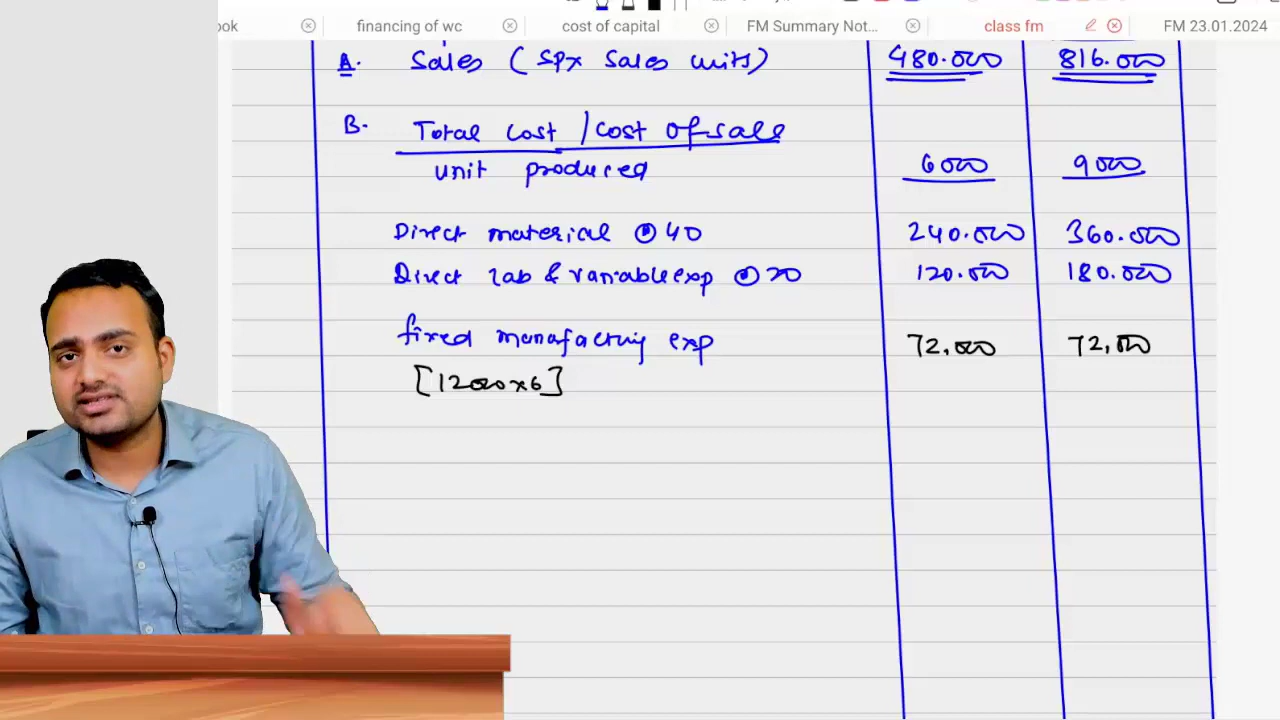 ook financing of wc cost of capital FM Summary Not... class fm FM 23.01.2024
A. Sales (SPx Sales units) 480.000 816.000
B. Total cost / cost of sale
unit produced 6000 9000
Direct material @ 40 240.000 360.000
Direct lab & variable exp @ 20 120.000 180.000
fixed manafactring exp 72,000 72,000
[12000x6]